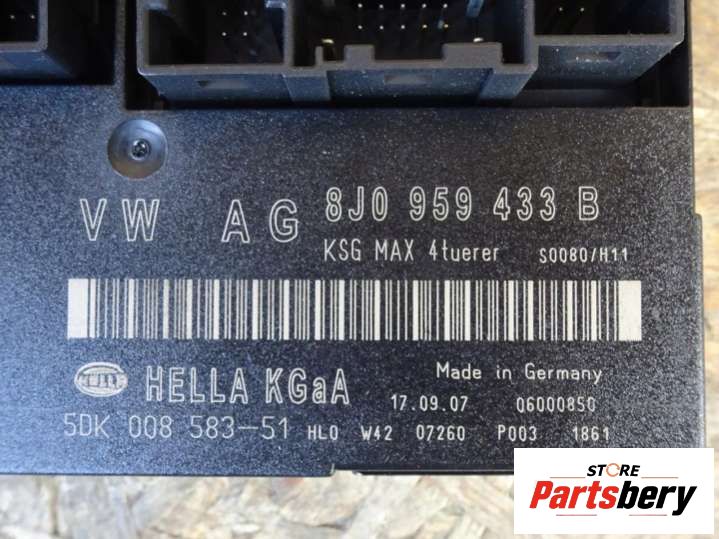 VW AG 8J0 959 433 B
KSG MAX 4tuerer S0080/H11
HELLA
HELLA KGaA Made in Germany
17.09.07 06000850
5DK 008 583-51 HL0 W42 07260 P003 1861
STORE
Partsbery